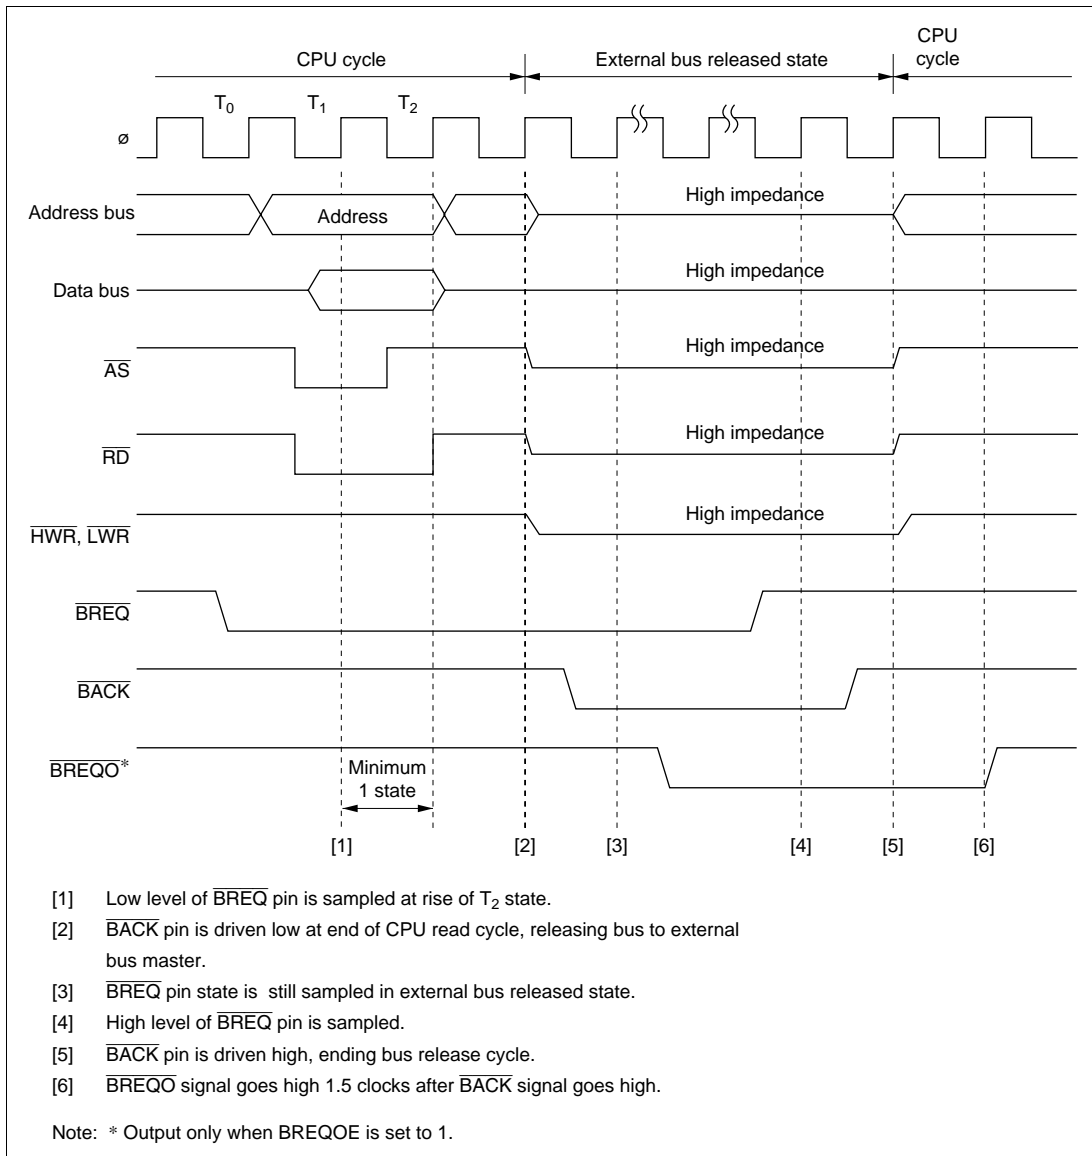 CPU cycle
External bus released state
CPU
cycle
T0
T1
T2
ø
Address bus
Address
High impedance
Data bus
High impedance
AS
High impedance
RD
High impedance
HWR, LWR
High impedance
BREQ
BACK
BREQO*
Minimum
1 state
[1] [2] [3] [4] [5] [6]
[1] Low level of BREQ pin is sampled at rise of T2 state.
[2] BACK pin is driven low at end of CPU read cycle, releasing bus to external
bus master.
[3] BREQ pin state is still sampled in external bus released state.
[4] High level of BREQ pin is sampled.
[5] BACK pin is driven high, ending bus release cycle.
[6] BREQO signal goes high 1.5 clocks after BACK signal goes high.
Note: * Output only when BREQOE is set to 1.